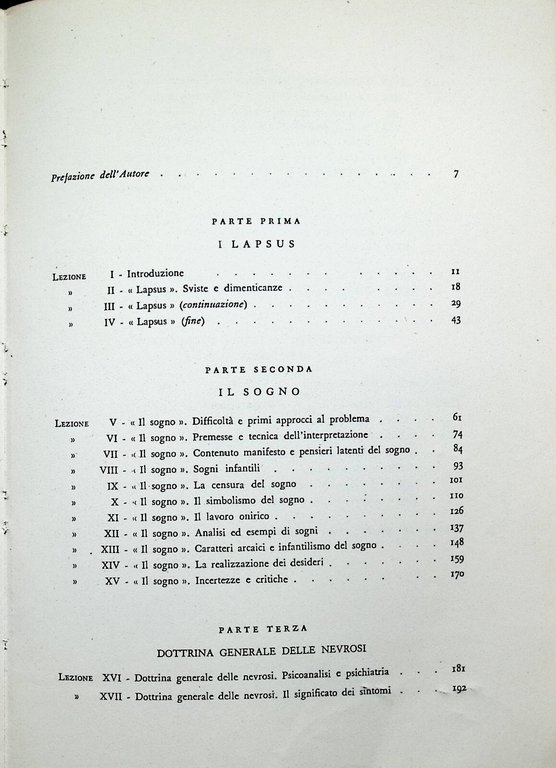 Prefazione dell'Autore . . . . . . . . . . . . . . . 7
PARTE PRIMA
I LAPSUS
LEZIONE I - Introduzione . . . . . . . . . . . 11
» II - « Lapsus ». Sviste e dimenticanze . . . . . . . . 18
» III - « Lapsus » (continuazione) . . . . . . . . . . 29
» IV - « Lapsus » (fine) . . . . . . . . . . . . 43
PARTE SECONDA
IL SOGNO
LEZIONE V - « Il sogno ». Difficoltà e primi approcci al problema . . . . 61
» VI - « Il sogno ». Premesse e tecnica dell'interpretazione . . . . 74
» VII - « Il sogno ». Contenuto manifesto e pensieri latenti del sogno . . 84
» VIII - « Il sogno ». Sogni infantili . . . . . . . . . 93
» IX - « Il sogno ». La censura del sogno . . . . . . . 101
» X - « Il sogno ». Il simbolismo del sogno . . . . . . . 110
» XI - « Il sogno ». Il lavoro onirico . . . . . . . . 126
» XII - « Il sogno ». Analisi ed esempi di sogni . . . . . . 137
» XIII - « Il sogno ». Caratteri arcaici e infantilismo del sogno . . . . 148
» XIV - « Il sogno ». La realizzazione dei desideri . . . . . . 159
» XV - « Il sogno ». Incertezze e critiche . . . . . . . 170
PARTE TERZA
DOTTRINA GENERALE DELLE NEVROSI
LEZIONE XVI - Dottrina generale delle nevrosi. Psicoanalisi e psichiatria . . . 181
» XVII - Dottrina generale delle nevrosi. Il significato dei sintomi . . . 192